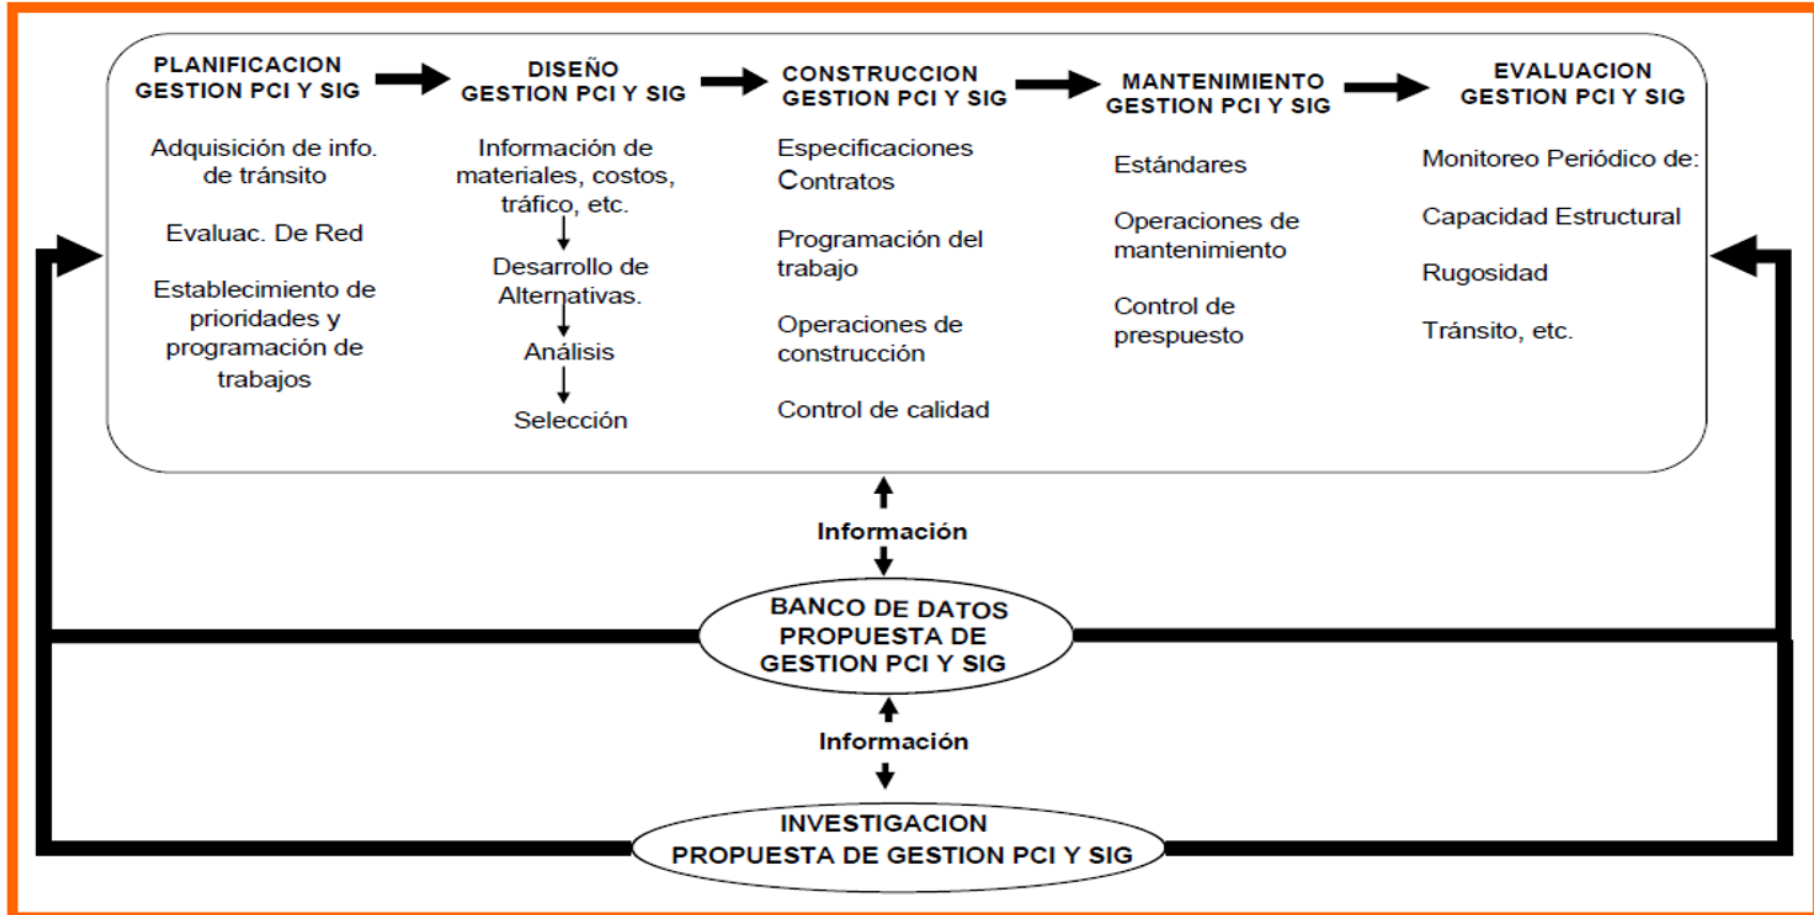 PLANIFICACION
GESTION PCI Y SIG
Adquisición de info.
de tránsito
Evaluac. De Red
Establecimiento de
prioridades y
programación de
trabajos
DISEÑO
GESTION PCI Y SIG
Información de
materiales, costos,
tráfico, etc.
Desarrollo de
Alternativas.
Análisis
Selección
CONSTRUCCION
GESTION PCI Y SIG
Especificaciones
Contratos
Programación del
trabajo
Operaciones de
construcción
Control de calidad
MANTENIMIENTO
GESTION PCI Y SIG
Estándares
Operaciones de
mantenimiento
Control de
prespuesto
EVALUACION
GESTION PCI Y SIG
Monitoreo Periódico de:
Capacidad Estructural
Rugosidad
Tránsito, etc.
Información
BANCO DE DATOS
PROPUESTA DE
GESTION PCI Y SIG
Información
INVESTIGACION
PROPUESTA DE GESTION PCI Y SIG